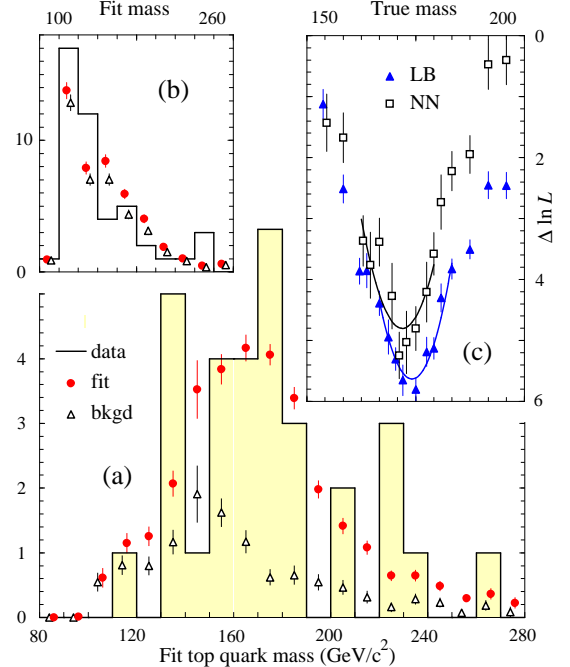 Fit mass
100 260
True mass
150 200
(b)
10
0
LB
NN
0
2
4
6
Δ ln L
(c)
data
fit
bkgd
(a)
4
3
2
1
0
80 120 160 200 240 280
Fit top quark mass (GeV/c²)